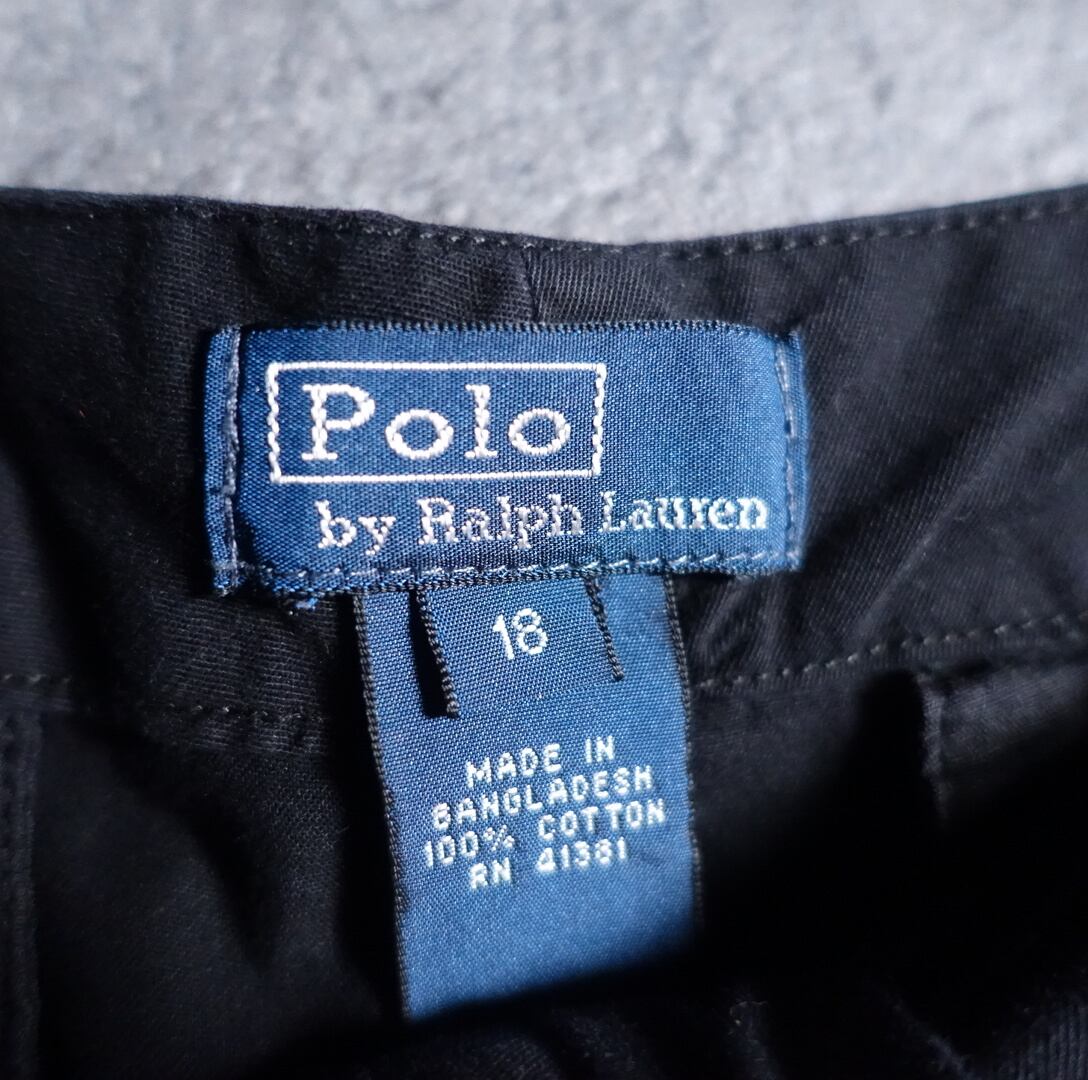 Polo
by Ralph Lauren
18
MADE IN
BANGLADESH
100% COTTON
RN 41381